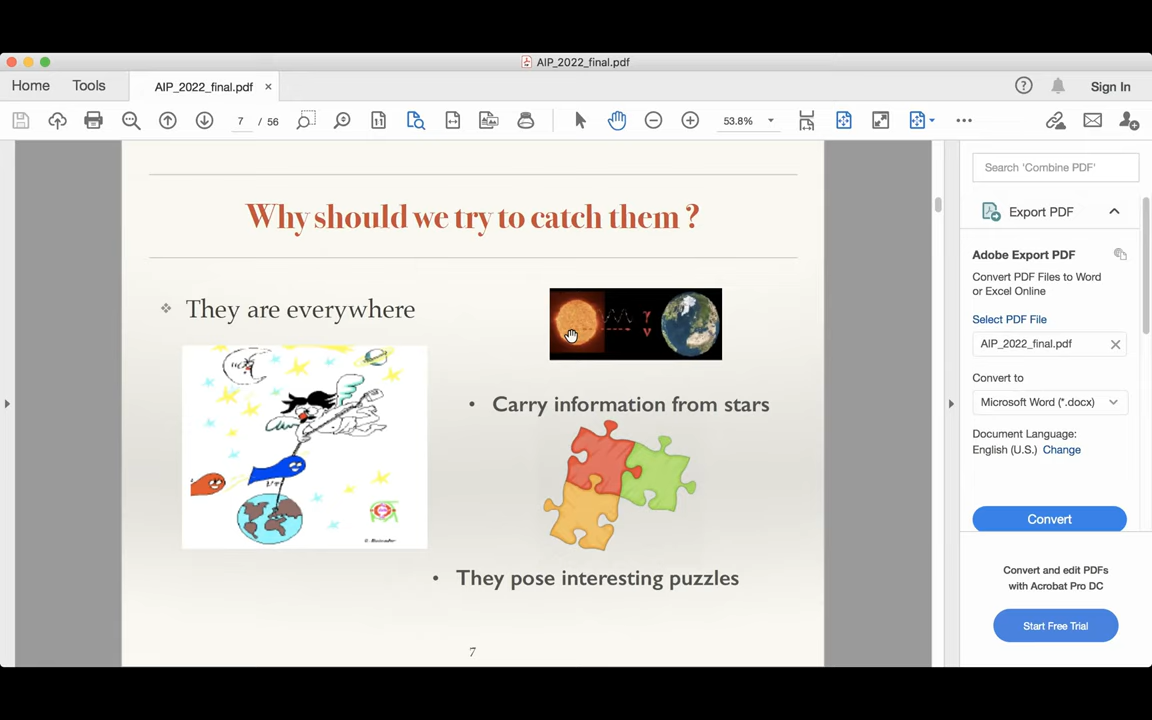 AIP_2022_final.pdf
Home
Tools
AIP_2022_final.pdf
Sign In
7 / 56
53.8%
Search 'Combine PDF'
Why should we try to catch them ?
They are everywhere
γ
ν
• Carry information from stars
• They pose interesting puzzles
7
Export PDF
Adobe Export PDF
Convert PDF Files to Word
or Excel Online
Select PDF File
AIP_2022_final.pdf
Convert to
Microsoft Word (*.docx)
Document Language:
English (U.S.) Change
Convert
Convert and edit PDFs
with Acrobat Pro DC
Start Free Trial